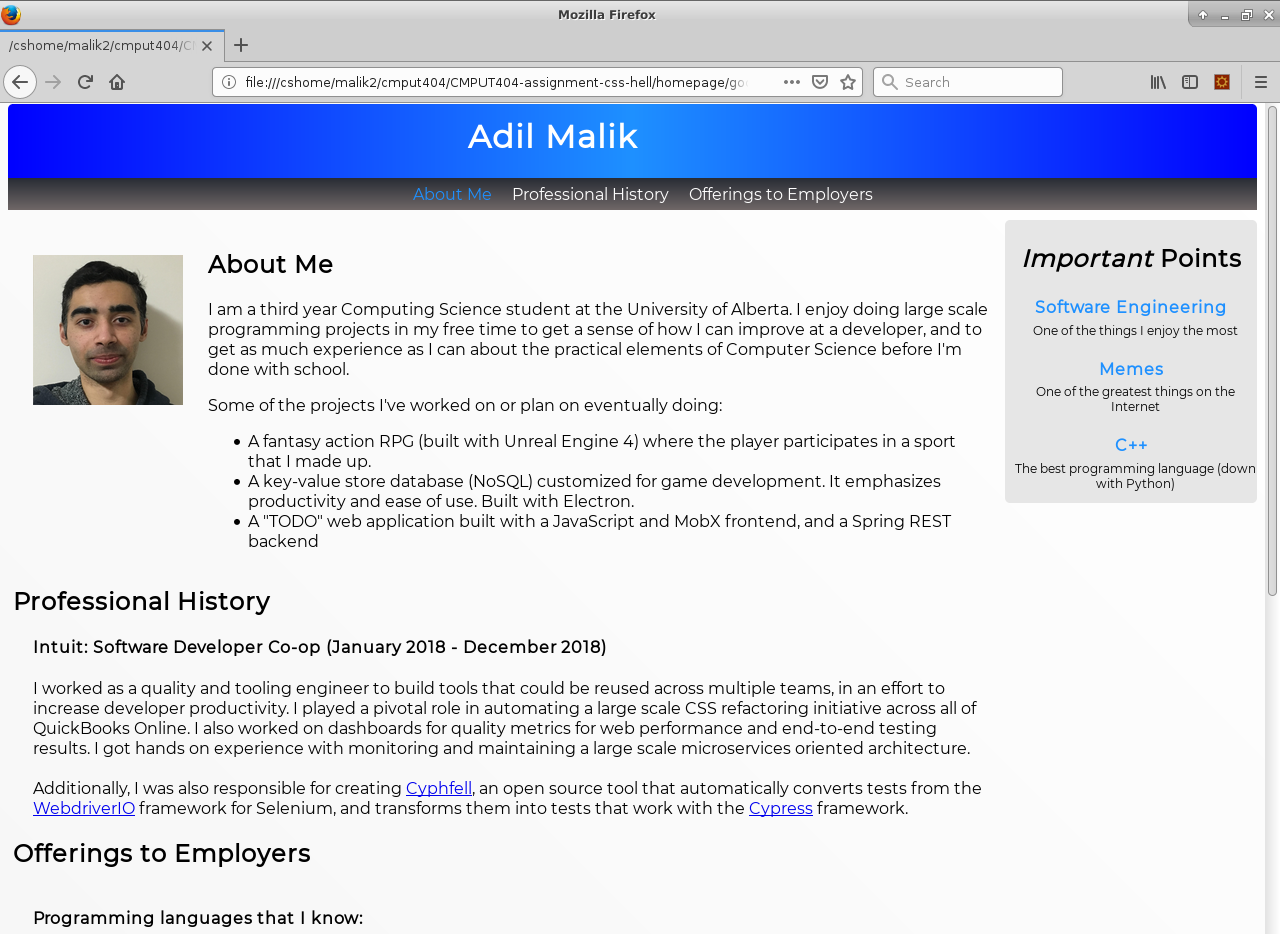 Mozilla Firefox
/cshome/malik2/cmput404/C
file:///cshome/malik2/cmput404/CMPUT404-assignment-css-hell/homepage/go
Search
Adil Malik
About Me Professional History Offerings to Employers
About Me
I am a third year Computing Science student at the University of Alberta. I enjoy doing large scale
programming projects in my free time to get a sense of how I can improve at a developer, and to
get as much experience as I can about the practical elements of Computer Science before I'm
done with school.
Some of the projects I've worked on or plan on eventually doing:
• A fantasy action RPG (built with Unreal Engine 4) where the player participates in a sport
that I made up.
• A key-value store database (NoSQL) customized for game development. It emphasizes
productivity and ease of use. Built with Electron.
• A "TODO" web application built with a JavaScript and MobX frontend, and a Spring REST
backend
Important Points
Software Engineering
One of the things I enjoy the most
Memes
One of the greatest things on the
Internet
C++
The best programming language (down
with Python)
Professional History
Intuit: Software Developer Co-op (January 2018 - December 2018)
I worked as a quality and tooling engineer to build tools that could be reused across multiple teams, in an effort to
increase developer productivity. I played a pivotal role in automating a large scale CSS refactoring initiative across all of
QuickBooks Online. I also worked on dashboards for quality metrics for web performance and end-to-end testing
results. I got hands on experience with monitoring and maintaining a large scale microservices oriented architecture.
Additionally, I was also responsible for creating Cyphfell, an open source tool that automatically converts tests from the
WebdriverIO framework for Selenium, and transforms them into tests that work with the Cypress framework.
Offerings to Employers
Programming languages that I know: